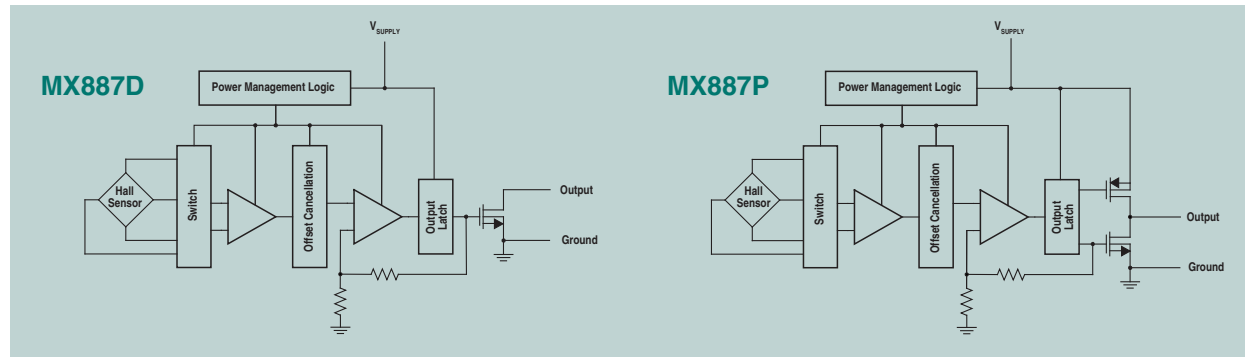 MX887D
V SUPPLY
Power Management Logic
Hall
Sensor
Switch
Offset Cancellation
Output
Latch
Output
Ground
MX887P
V SUPPLY
Power Management Logic
Hall
Sensor
Switch
Offset Cancellation
Output
Latch
Output
Ground